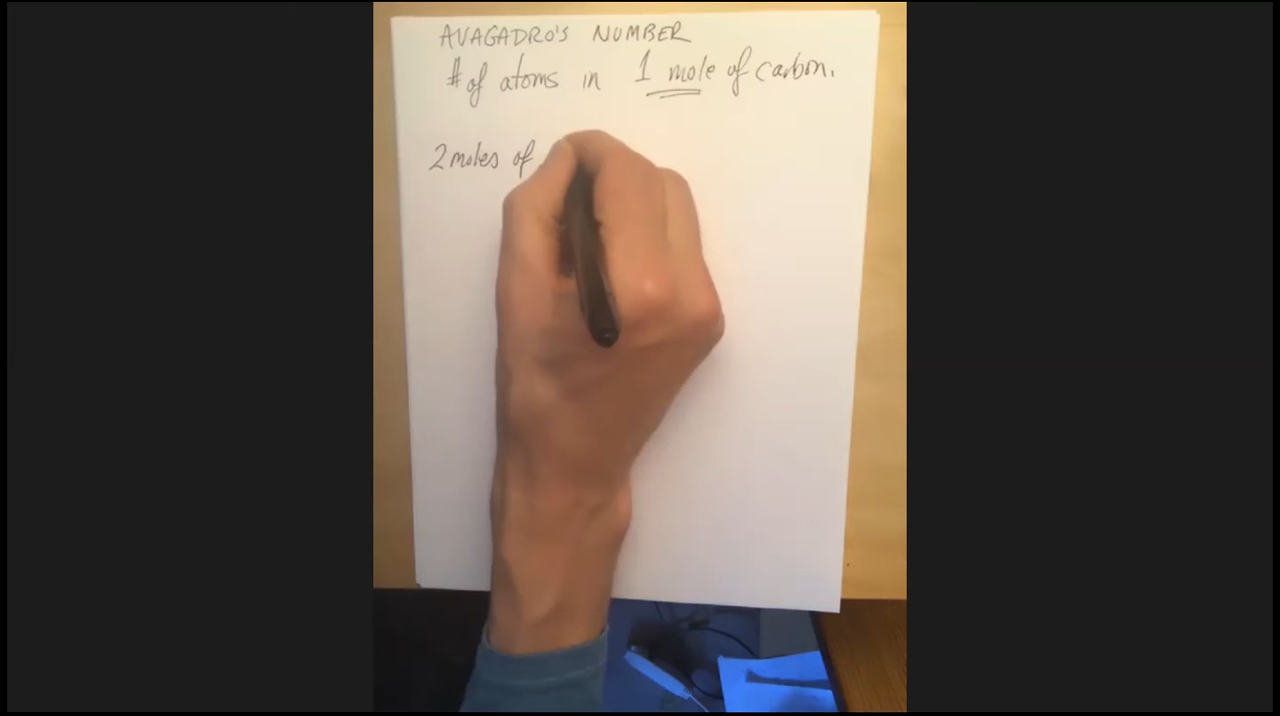 AVAGADRO'S NUMBER
# of atoms in 1 mole of carbon.
2 moles of